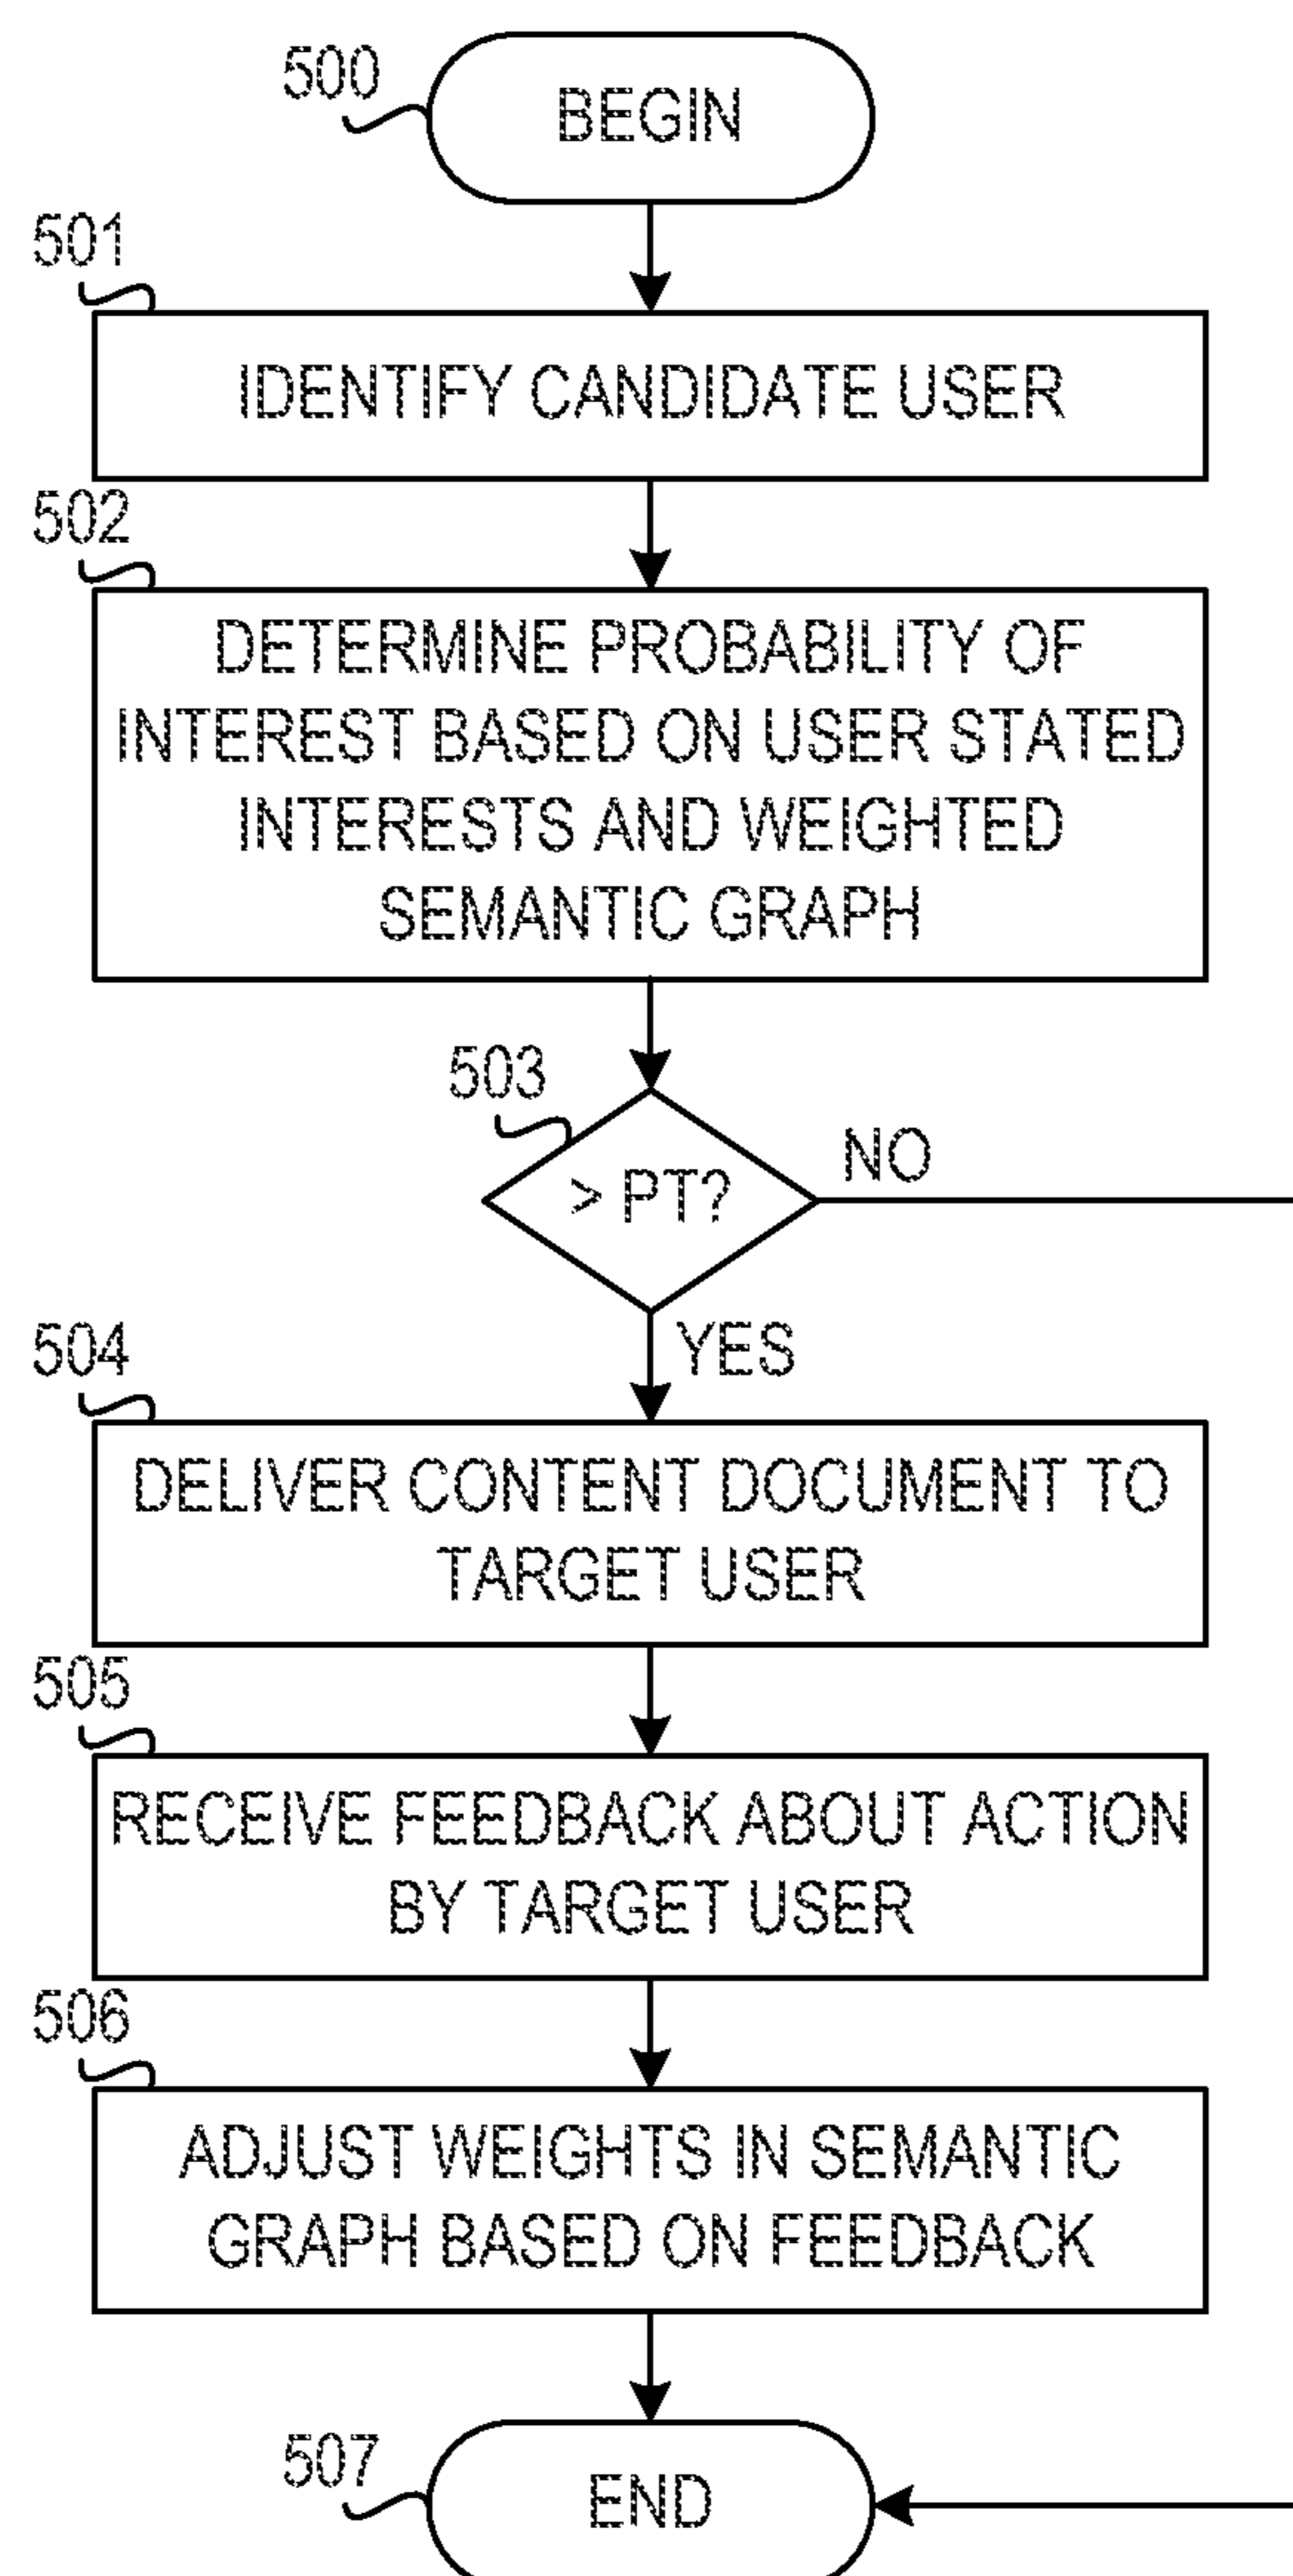 500
BEGIN
501
IDENTIFY CANDIDATE USER
502
DETERMINE PROBABILITY OF
INTEREST BASED ON USER STATED
INTERESTS AND WEIGHTED
SEMANTIC GRAPH
503
> PT?
NO
YES
504
DELIVER CONTENT DOCUMENT TO
TARGET USER
505
RECEIVE FEEDBACK ABOUT ACTION
BY TARGET USER
506
ADJUST WEIGHTS IN SEMANTIC
GRAPH BASED ON FEEDBACK
507
END